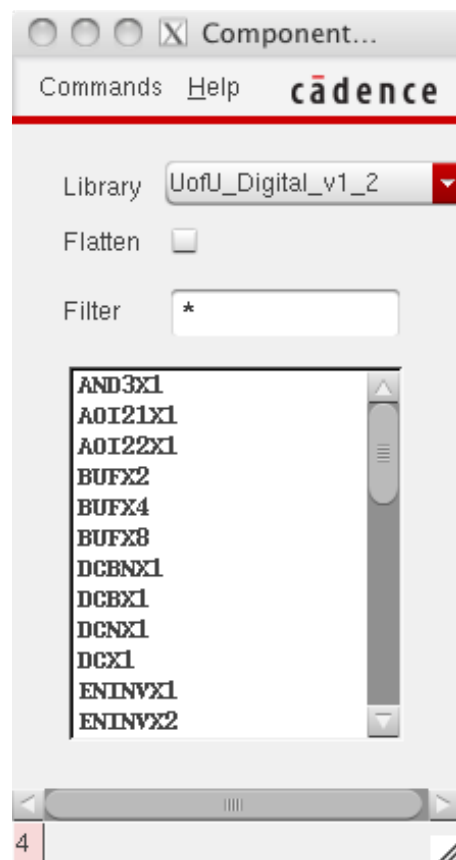 X Component...
Commands Help cādence
Library UofU_Digital_v1_2
Flatten
Filter *
AND3X1
AOI21X1
AOI22X1
BUFX2
BUFX4
BUFX8
DCBNX1
DCBX1
DCNX1
DCX1
ENINVX1
ENINVX2
4